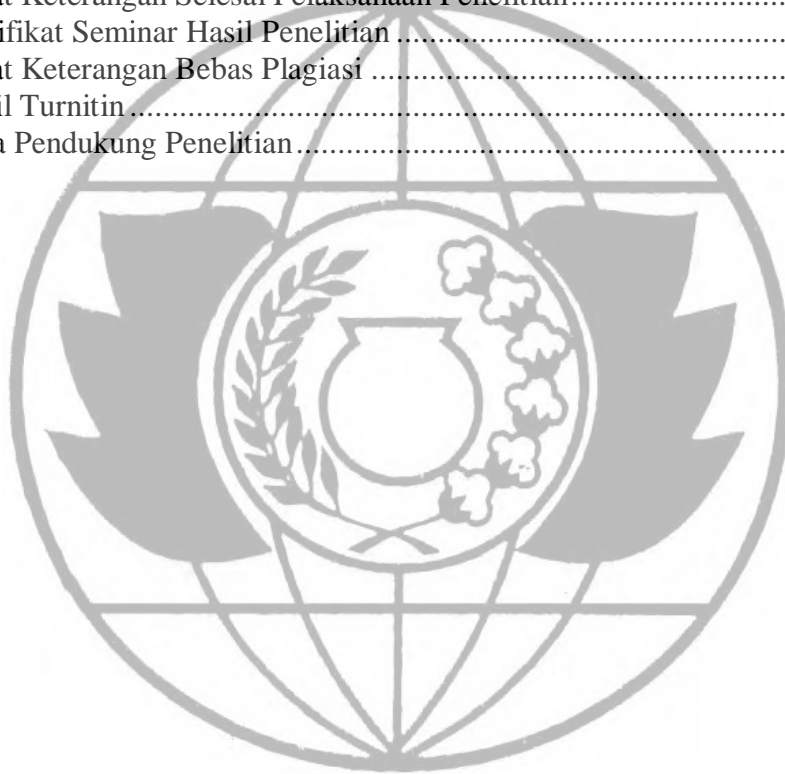 Keterangan Selesai Pelaksanaan Penelitian..........................
Seminar Hasil Penelitian ..................................................
Keterangan Bebas Plagiasi .....................................................
Turnitin ...................................................................................
Pendukung Penelitian ..............................................................